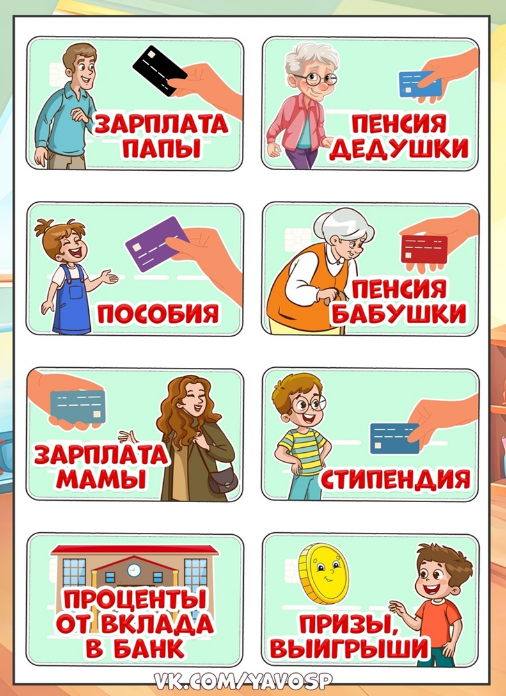 ЗАРПЛАТА
ПАПЫ
ПЕНСИЯ
ДЕДУШКИ
ПОСОБИЯ
ПЕНСИЯ
БАБУШКИ
ЗАРПЛАТА
МАМЫ
СТИПЕНДИЯ
ПРОЦЕНТЫ
ОТ ВКЛАДА
В БАНК
ПРИЗЫ,
ВЫИГРЫШИ
VK.COM/YAVOSP